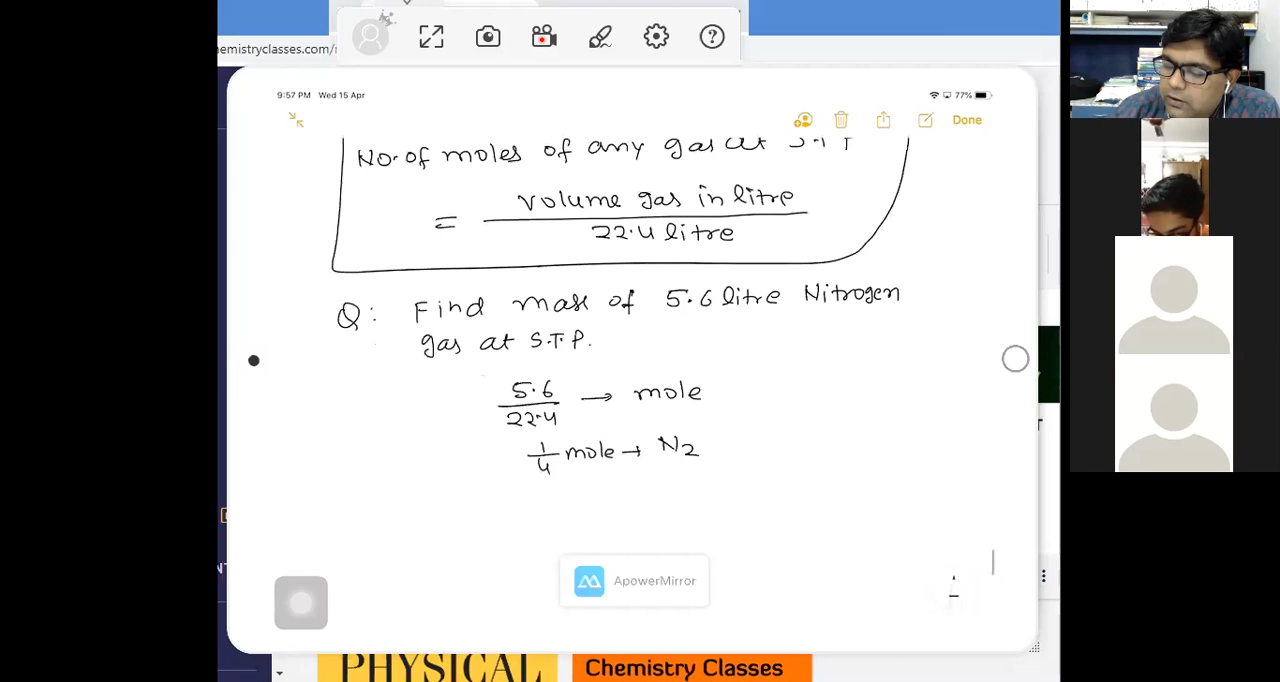 emistryclasses.com/
9:57 PM Wed 15 Apr
77%
Done
No. of moles of any gas at S.T.P
= volume gas in litre
22.4 litre
Q: Find mass of 5.6 litre Nitrogen
gas at S.T.P.
5.6
22.4 → mole
1
4 mole → N2
ApowerMirror
PHYSICAL
Chemistry Classes